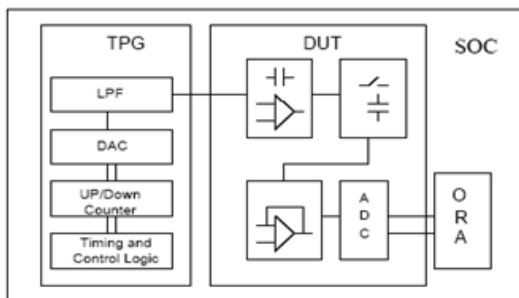 TPG
DUT
SOC
LPF
DAC
UP/Down
Counter
Timing and
Control Logic
A
D
C
O
R
A